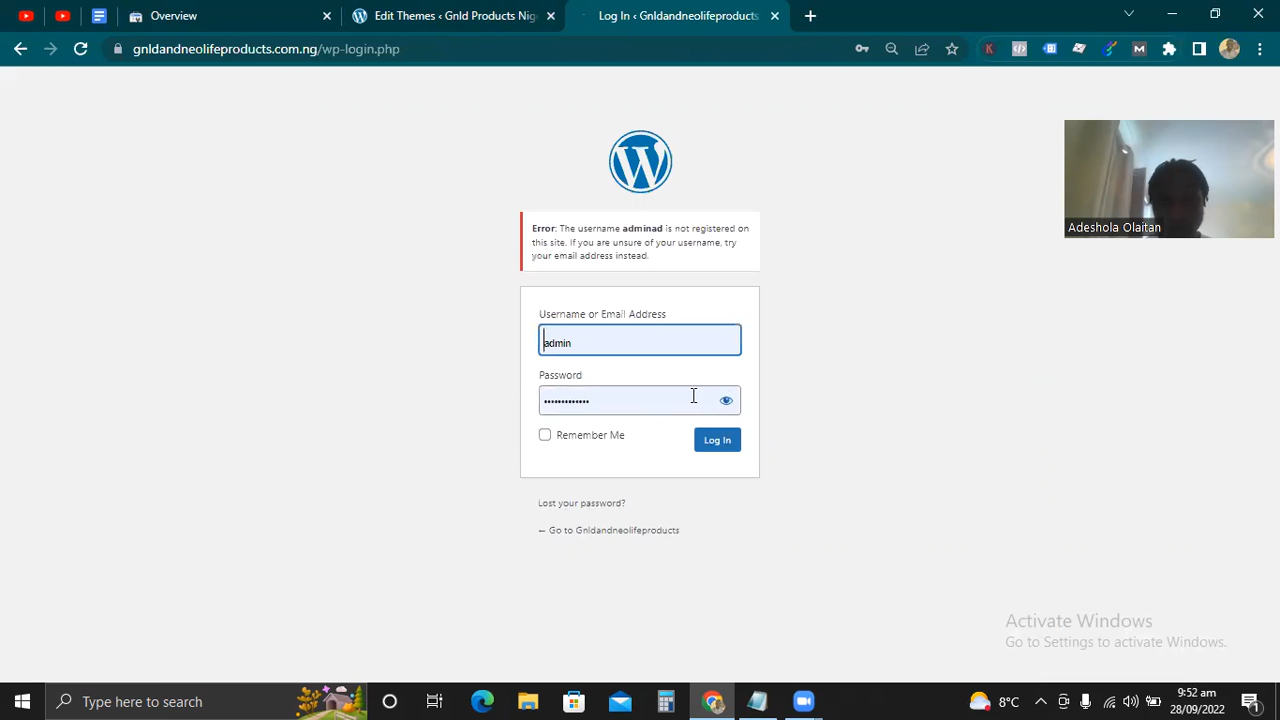 Overview
Edit Themes ‹ Gnld Products Nig
Log In ‹ Gnldandneolifeproducts
gnldandneolifeproducts.com.ng/wp-login.php
Adeshola Olaitan
Error: The username adminad is not registered on
this site. If you are unsure of your username, try
your email address instead.
Username or Email Address
admin
Password
•••••••••••••
Remember Me
Log In
Lost your password?
← Go to Gnldandneolifeproducts
Activate Windows
Go to Settings to activate Windows.
Type here to search
8°C
9:52 am
28/09/2022
1